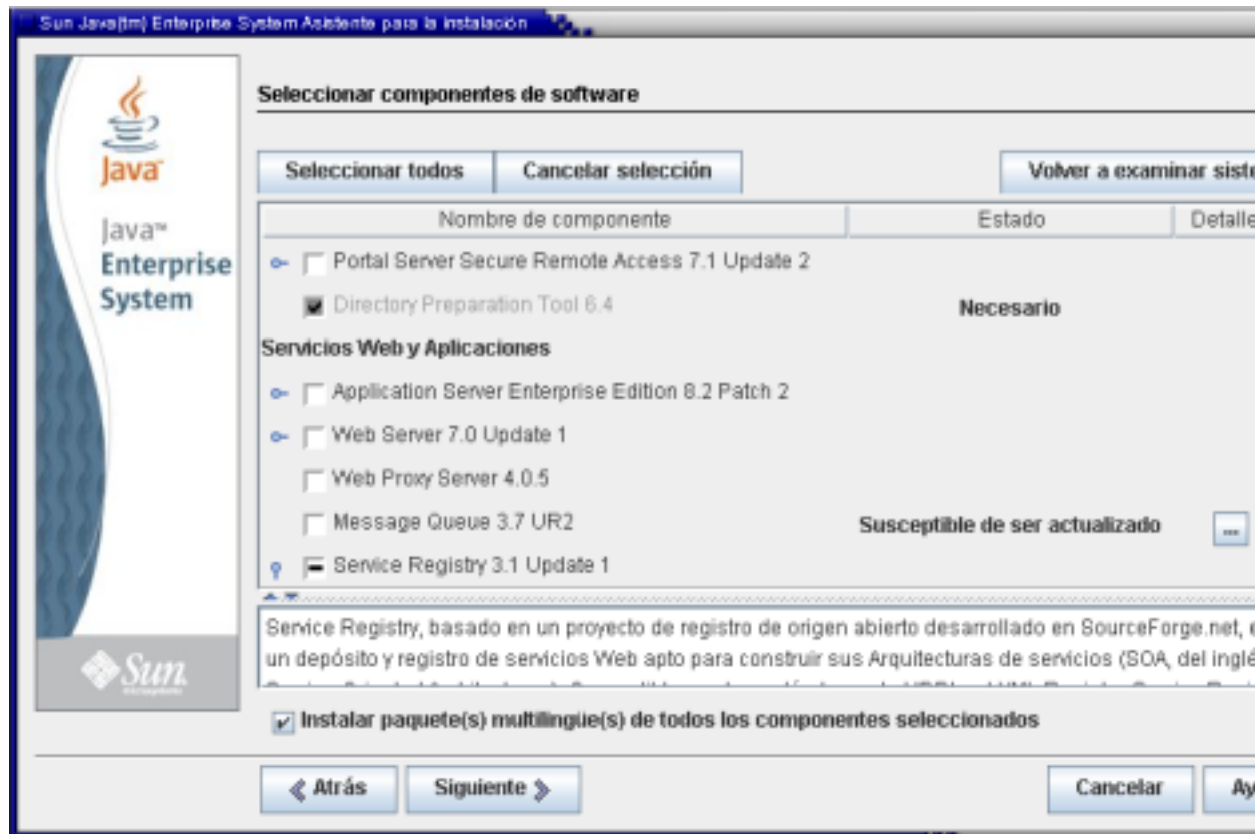 Sun Java(tm) Enterprise System Asistente para la instalación
Java
Java™
Enterprise
System
Sun
microsystems
Seleccionar componentes de software
Seleccionar todos
Cancelar selección
Volver a examinar siste
Nombre de componente
Estado
Detalle
Portal Server Secure Remote Access 7.1 Update 2
Directory Preparation Tool 6.4
Necesario
Servicios Web y Aplicaciones
Application Server Enterprise Edition 8.2 Patch 2
Web Server 7.0 Update 1
Web Proxy Server 4.0.5
Message Queue 3.7 UR2
Susceptible de ser actualizado
...
Service Registry 3.1 Update 1
Service Registry, basado en un proyecto de registro de origen abierto desarrollado en SourceForge.net, e
un depósito y registro de servicios Web apto para construir sus Arquitecturas de servicios (SOA, del inglé
Instalar paquete(s) multilingüe(s) de todos los componentes seleccionados
Atrás
Siguiente
Cancelar
Ay